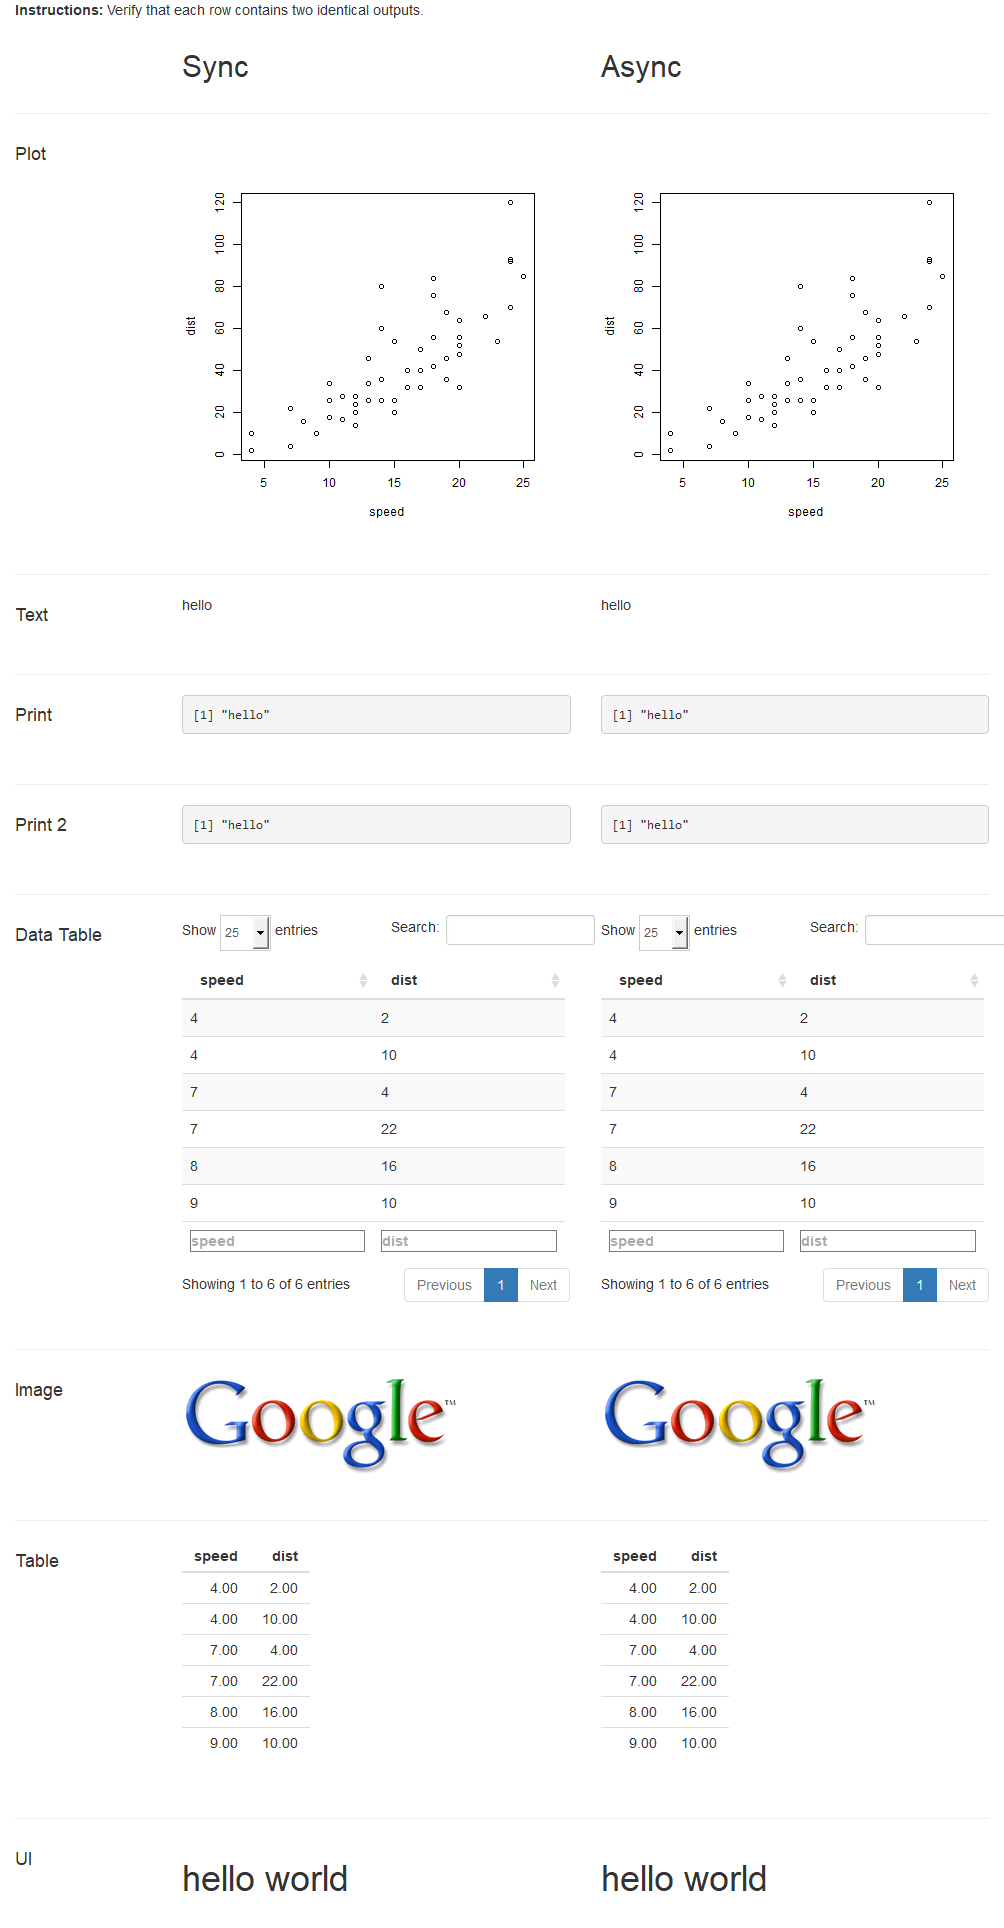 Instructions: Verify that each row contains two identical outputs.
Sync Async
Plot
120 120
100 100
80 80
60 60
40 40
20 20
0 0
dist dist
5 10 15 20 25 5 10 15 20 25
speed speed
Text hello hello
Print [1] "hello" [1] "hello"
Print 2 [1] "hello" [1] "hello"
Data Table Show 25 entries Search: Show 25 entries Search:
speed dist speed dist
4 2 4 2
4 10 4 10
7 4 7 4
7 22 7 22
8 16 8 16
9 10 9 10
speed dist speed dist
Showing 1 to 6 of 6 entries Previous 1 Next Showing 1 to 6 of 6 entries Previous 1 Next
Image Google™ Google™
Table speed dist speed dist
4.00 2.00 4.00 2.00
4.00 10.00 4.00 10.00
7.00 4.00 7.00 4.00
7.00 22.00 7.00 22.00
8.00 16.00 8.00 16.00
9.00 10.00 9.00 10.00
UI hello world hello world